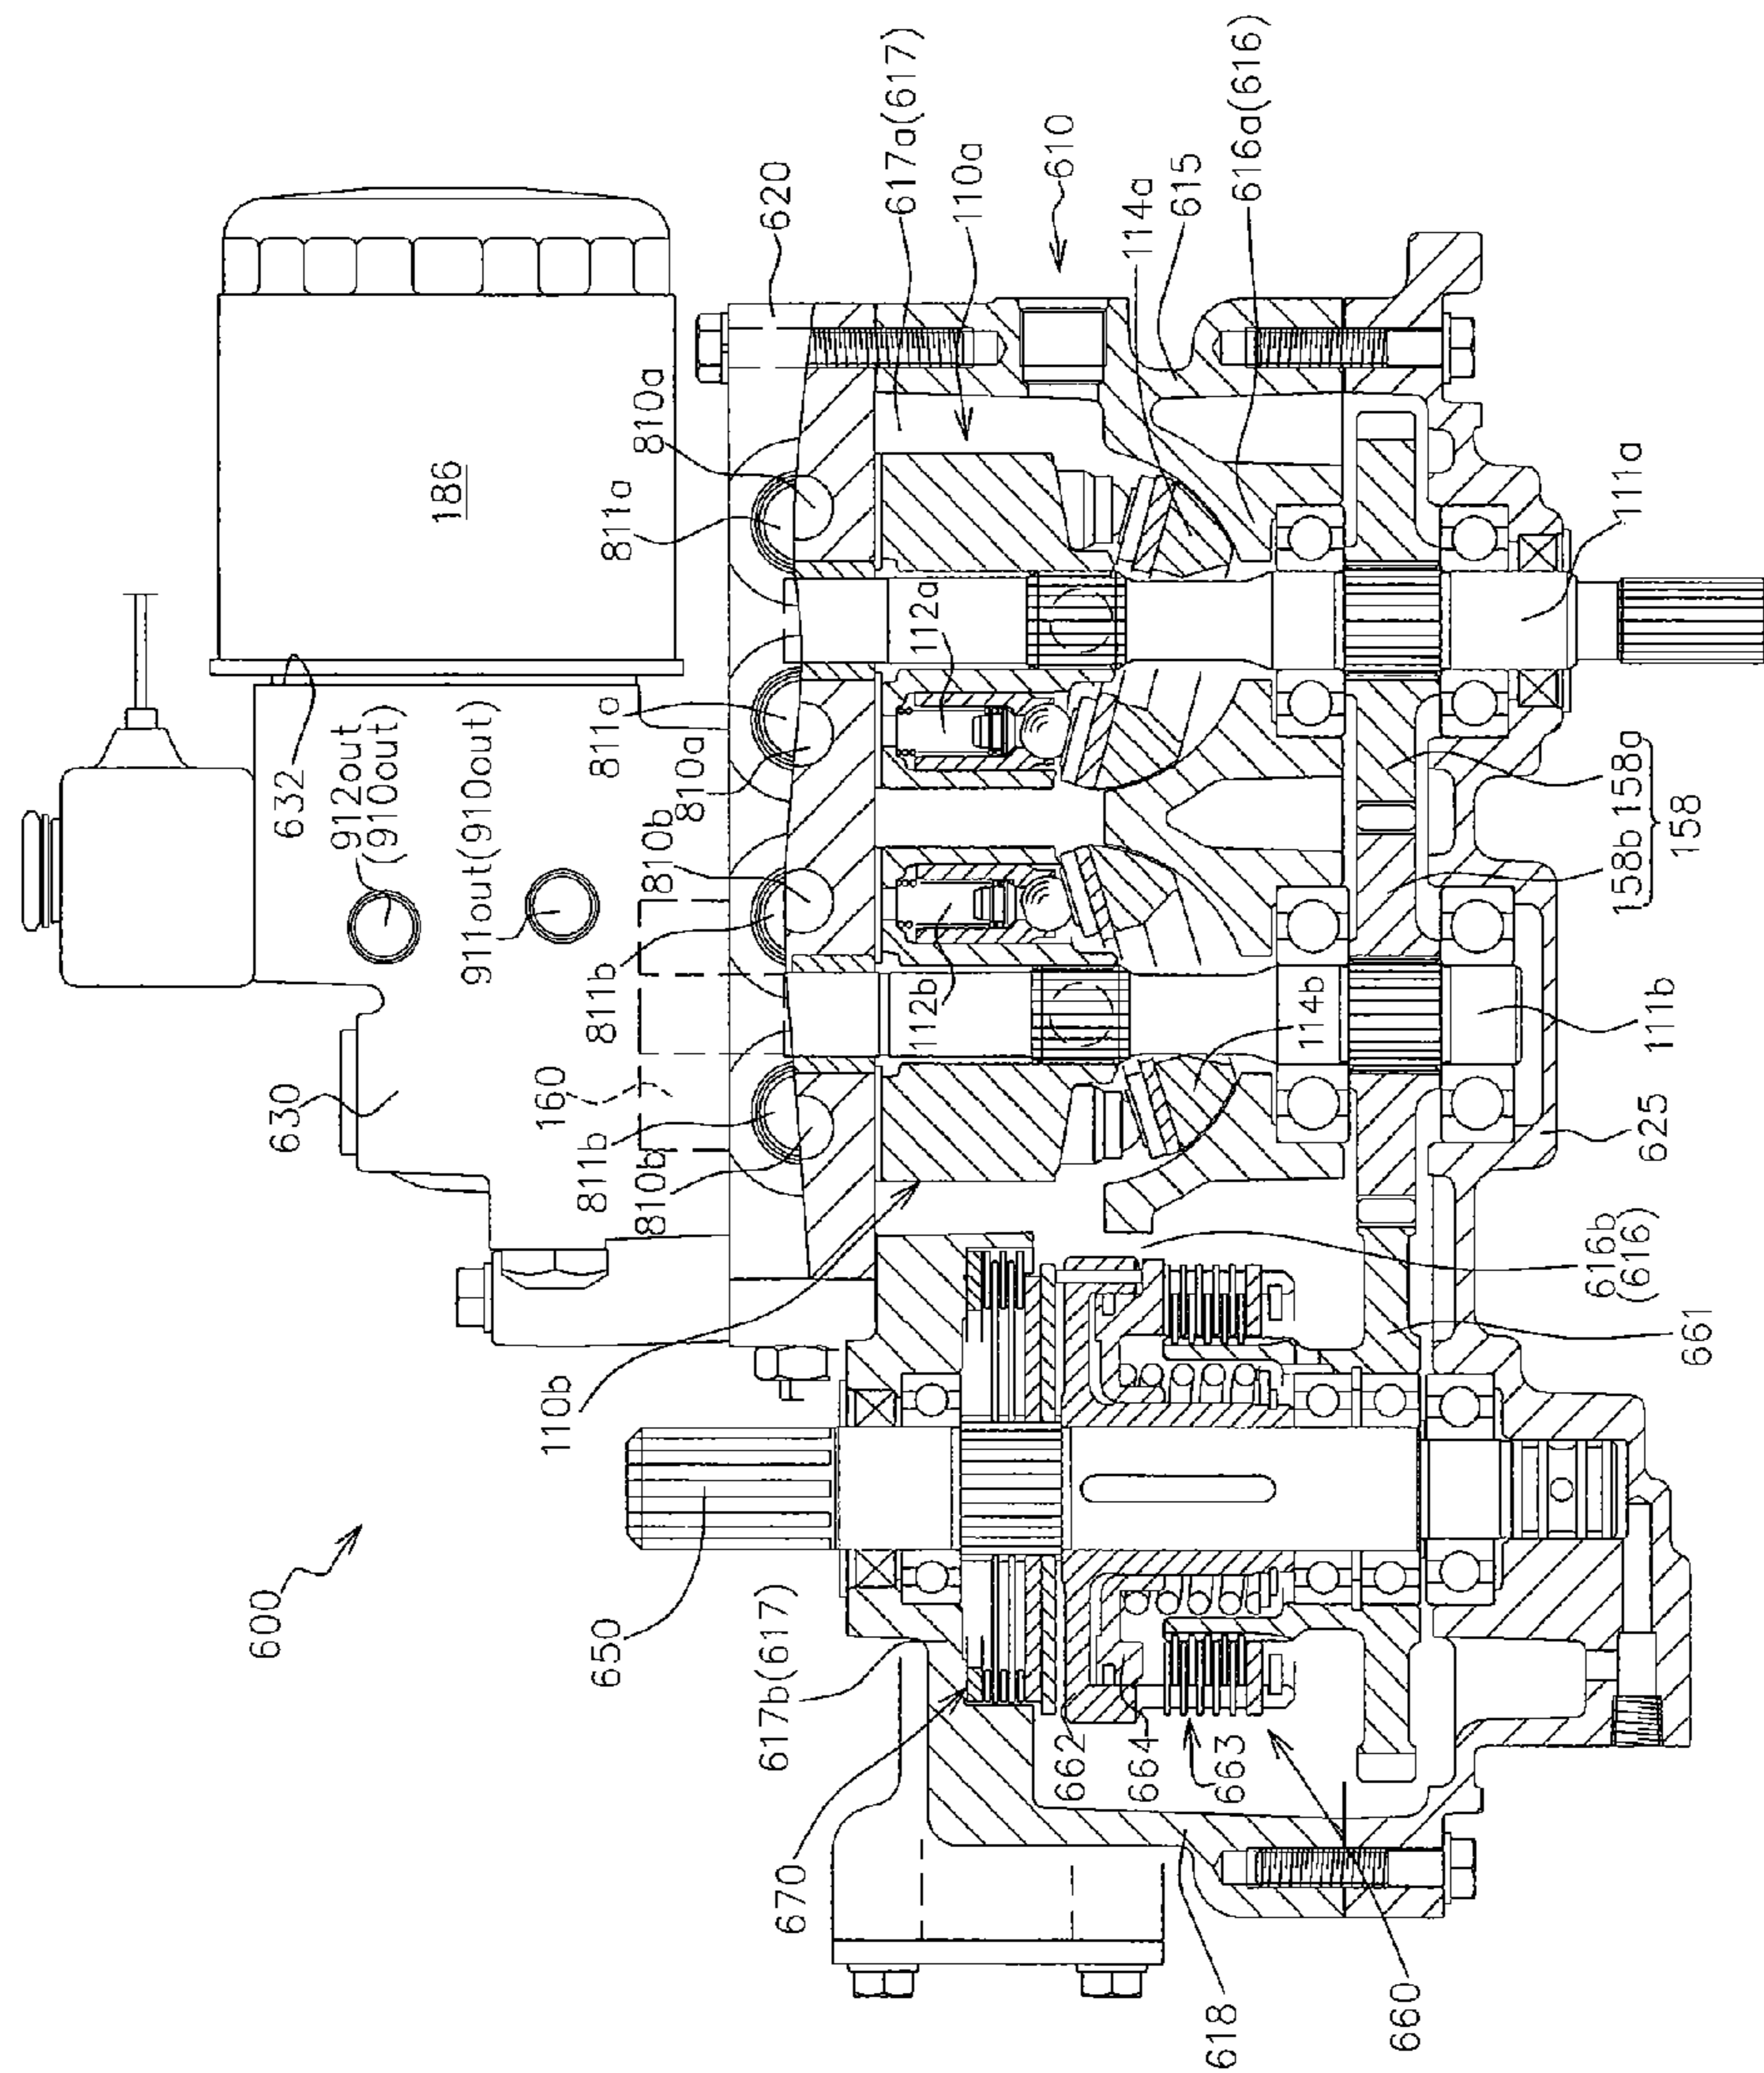 617a(617)
110a
610
114a
615
616a(616)
620
810a
811a
186
112a
111a
811a
810a
632
912out
(910out)
911out(910out)
810b
811b
112b
158b 158a
158
114b
111b
630
160
811b
810b
625
616b
(616)
661
110b
600
650
617b(617)
662
664
663
670
618
660